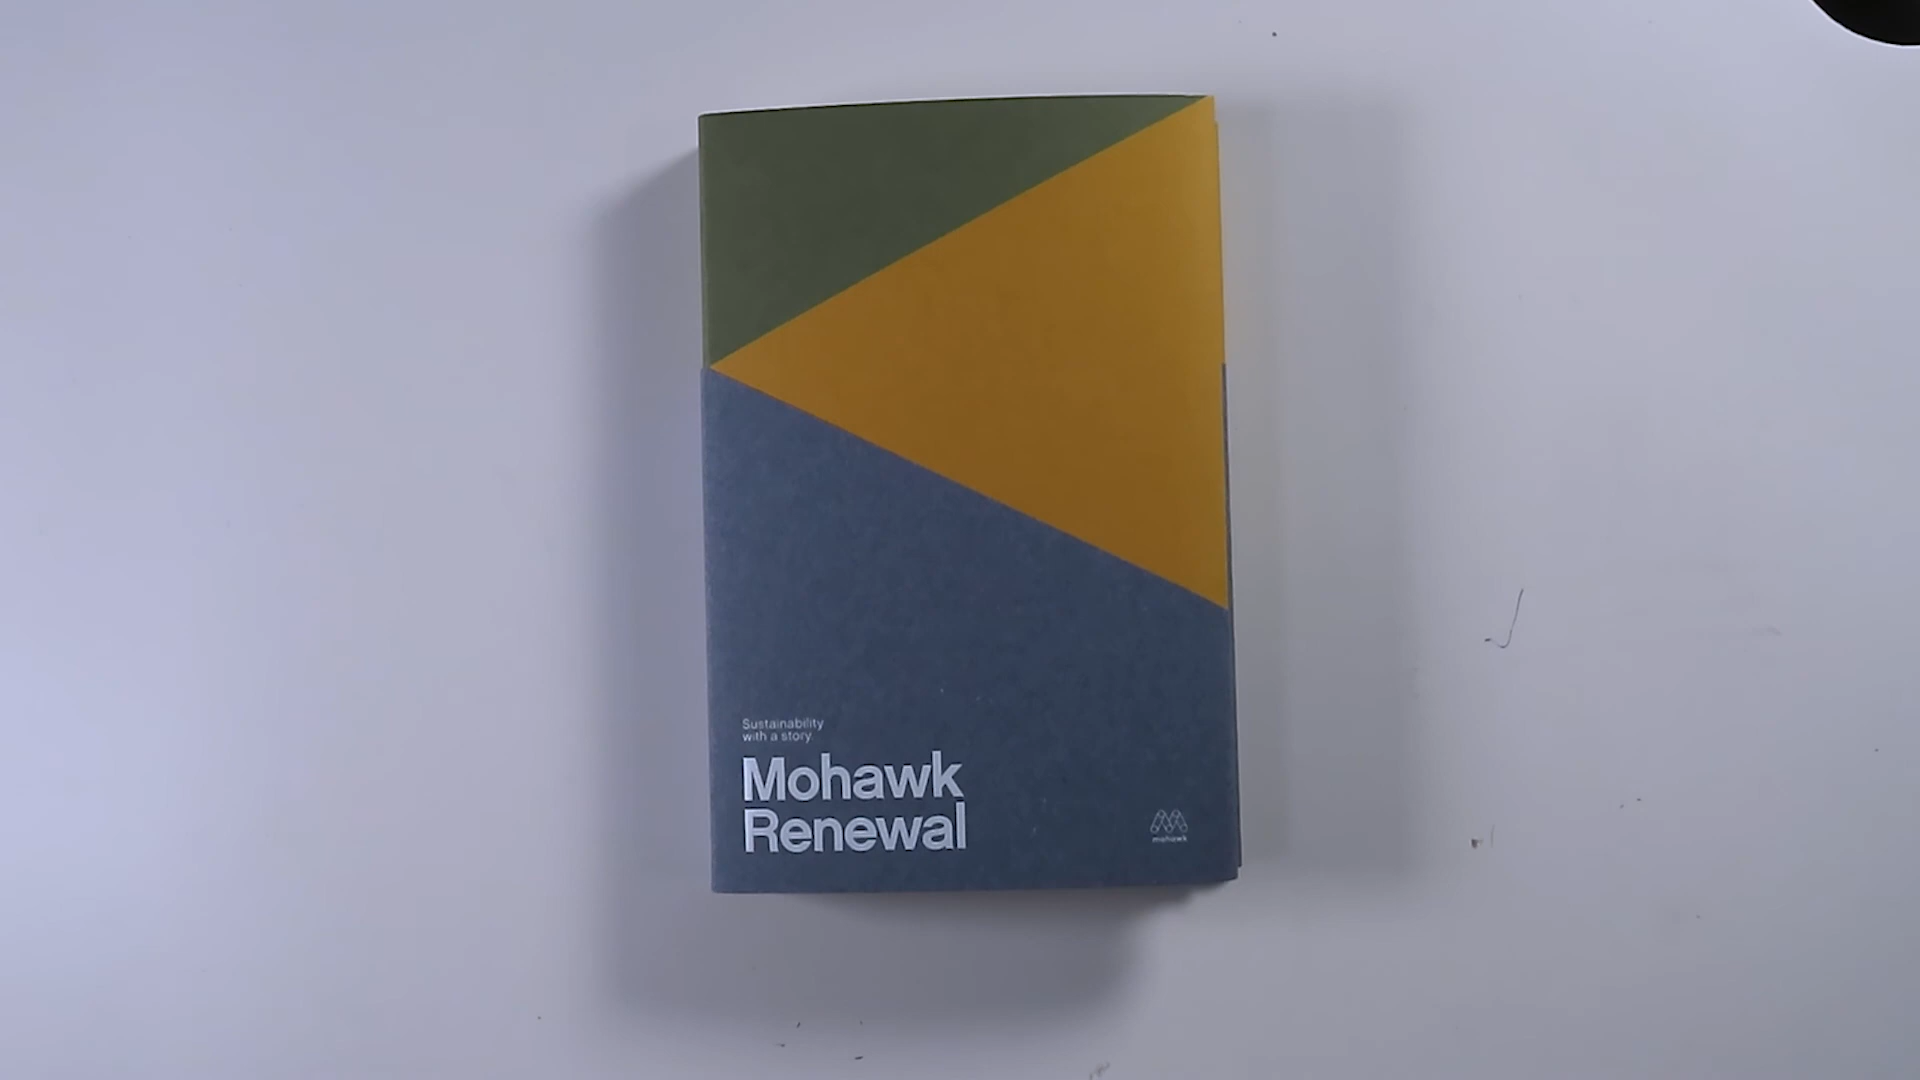 Sustainability
with a story
Mohawk
Renewal
mohawk